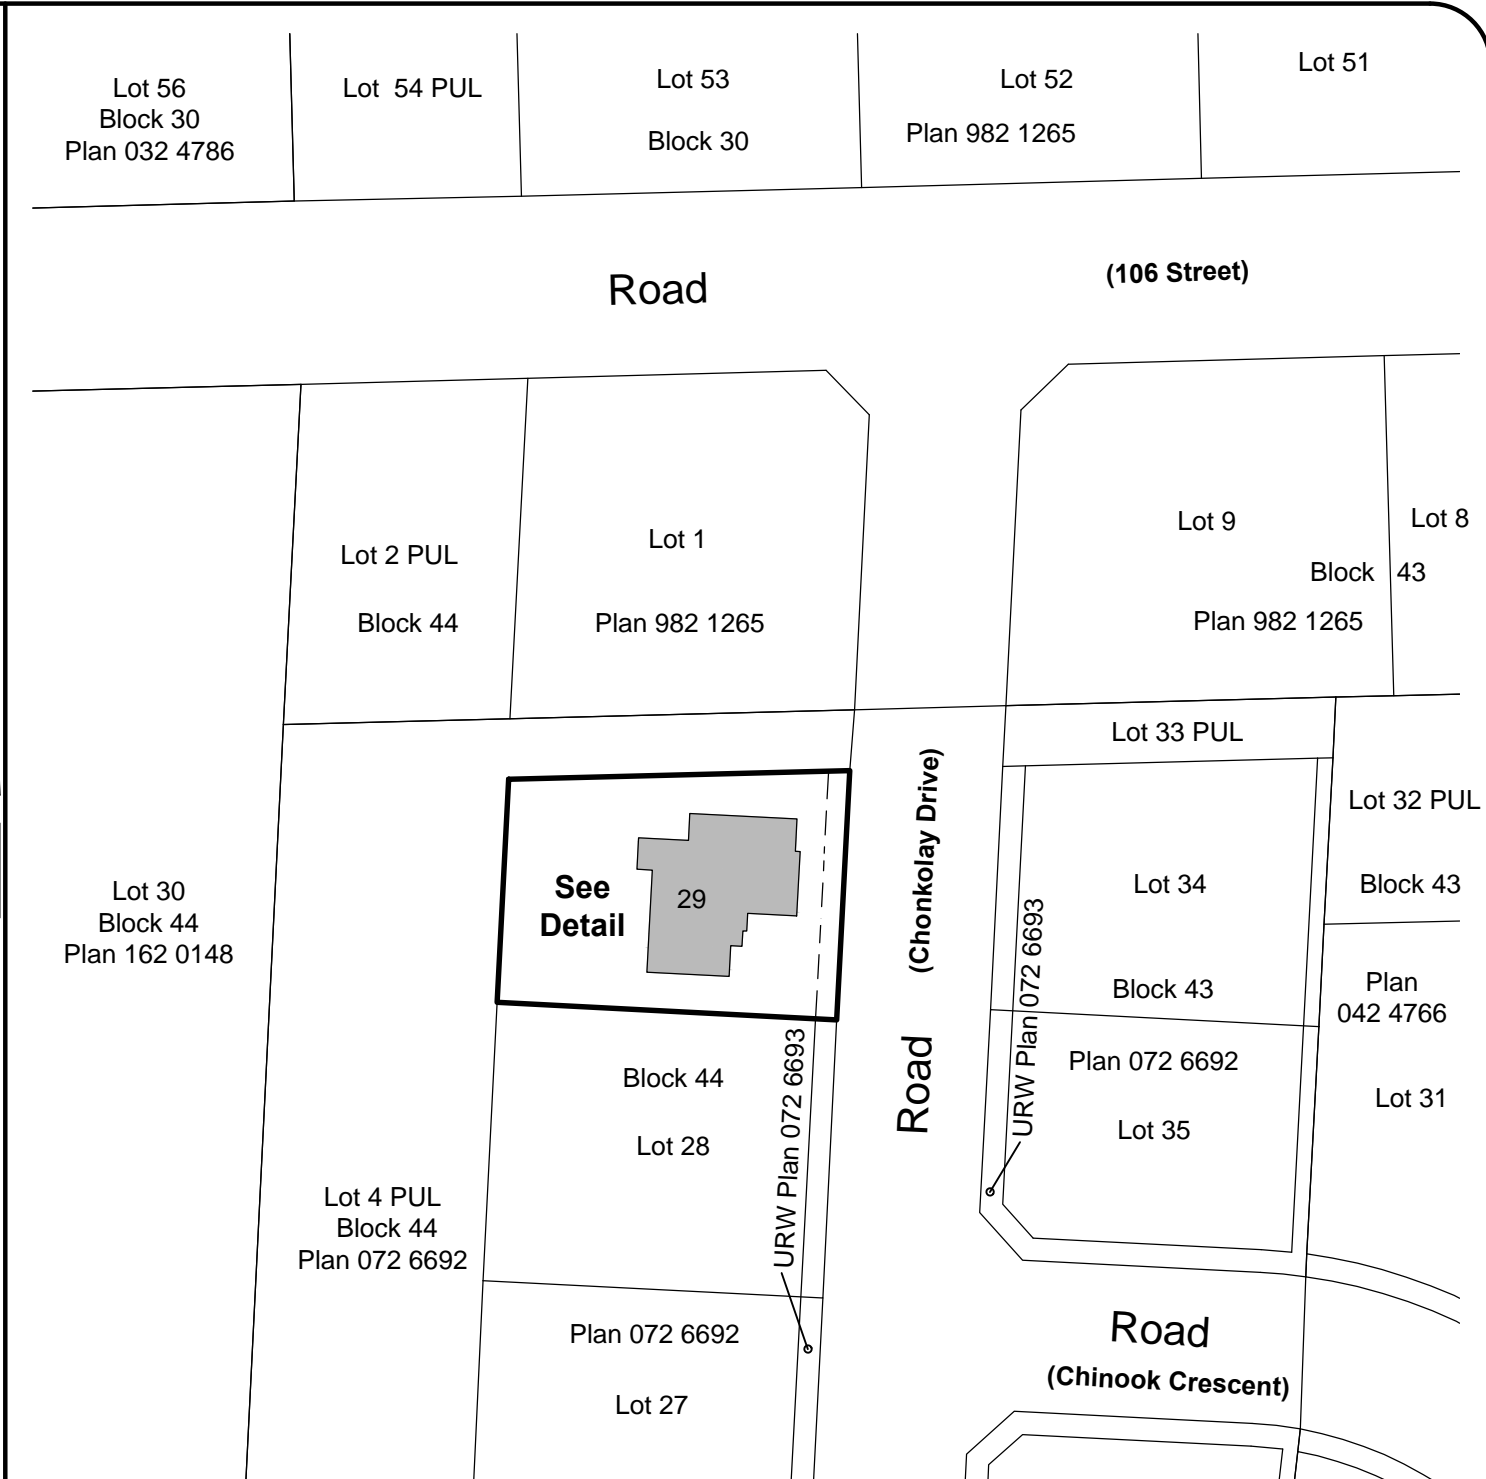 Lot 56
Block 30
Plan 032 4786
Lot 54 PUL
Lot 53
Block 30
Lot 52
Plan 982 1265
Lot 51
Road
(106 Street)
Lot 2 PUL
Block 44
Lot 1
Plan 982 1265
Lot 9
Lot 8
Block 43
Plan 982 1265
Lot 33 PUL
(Chonkolay Drive)
Road
Lot 32 PUL
Block 43
Lot 30
Block 44
Plan 162 0148
See
Detail
29
Lot 34
Block 43
URW Plan 072 6693
Plan
042 4766
Lot 31
Block 44
Lot 28
URW Plan 072 6693
Plan 072 6692
Lot 35
Lot 4 PUL
Block 44
Plan 072 6692
Plan 072 6692
Lot 27
Road
(Chinook Crescent)